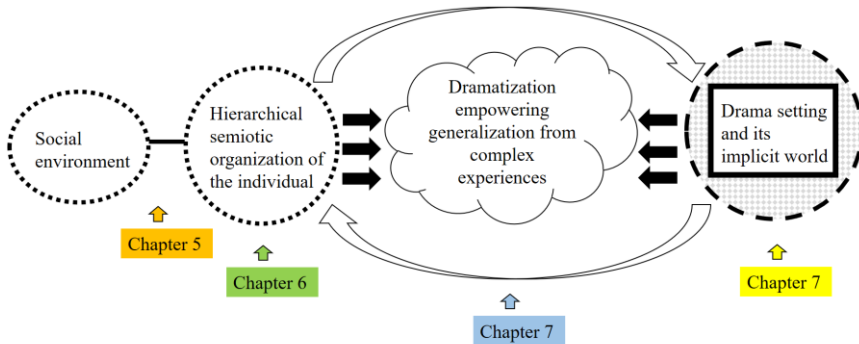 Social
environment
Hierarchical
semiotic
organization of
the individual
Dramatization
empowering
generalization from
complex
experiences
Drama setting
and its
implicit world
Chapter 5
Chapter 6
Chapter 7
Chapter 7